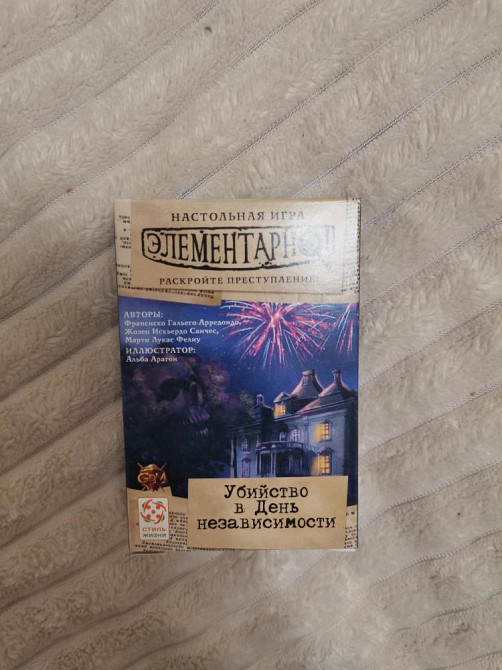 НАСТОЛЬНАЯ ИГРА
ЭЛЕМЕНТАРНО!
РАСКРОЙТЕ ПРЕСТУПЛЕНИЕ!
АВТОРЫ:
Франсиско Гальего Арредондо,
Жозеп Искьердо Санчес,
Марти Лукас Фелиу
ИЛЛЮСТРАТОР:
Альба Арагон
GDM
СТИЛЬ
ЖИЗНИ
Убийство
в День
независимости